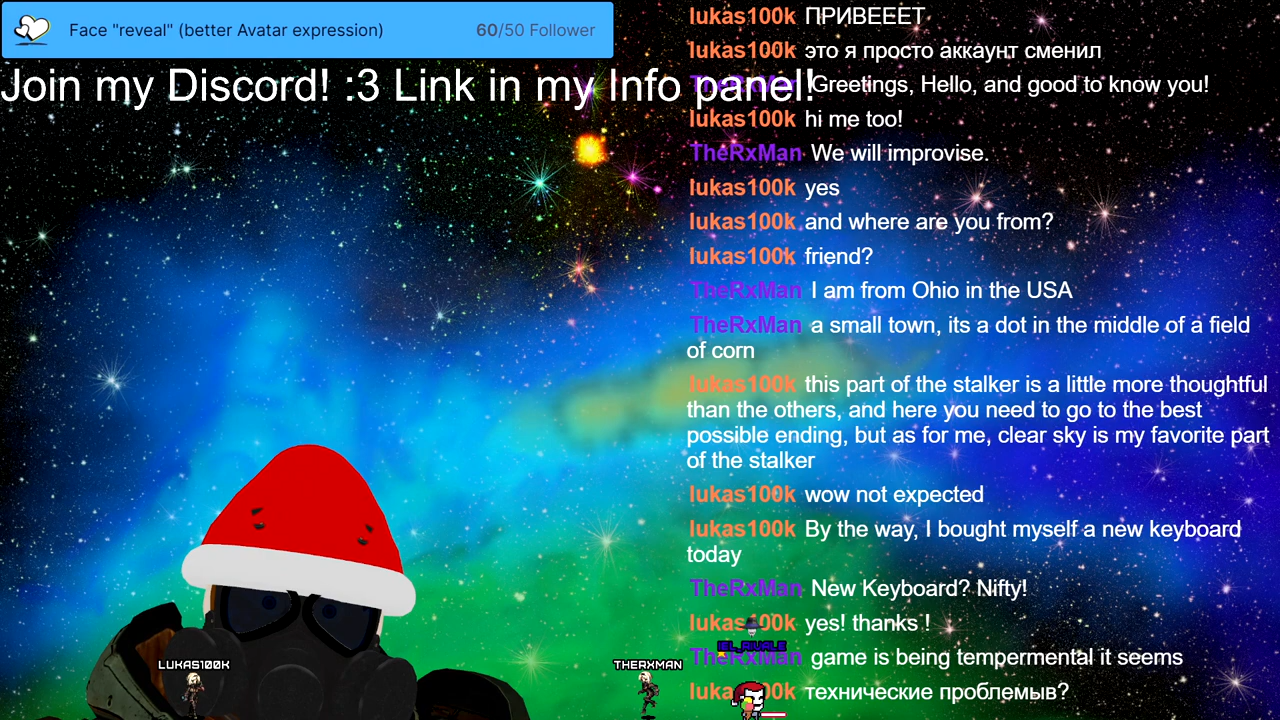 Face "reveal" (better Avatar expression) 60/50 Follower
Join my Discord! :3 Link in my Info panel!
lukas100k ПРИВЕЕЕТ
lukas100k это я просто аккаунт сменил
TheRxMan Greetings, Hello, and good to know you!
lukas100k hi me too!
TheRxMan We will improvise.
lukas100k yes
lukas100k and where are you from?
lukas100k friend?
TheRxMan I am from Ohio in the USA
TheRxMan a small town, its a dot in the middle of a field
of corn
lukas100k this part of the stalker is a little more thoughtful
than the others, and here you need to go to the best
possible ending, but as for me, clear sky is my favorite part
of the stalker
lukas100k wow not expected
lukas100k By the way, I bought myself a new keyboard
today
TheRxMan New Keyboard? Nifty!
lukas100k yes! thanks !
TheRxMan game is being tempermental it seems
lukas100k технические проблемыв?
LUKAS100K
THERXMAN